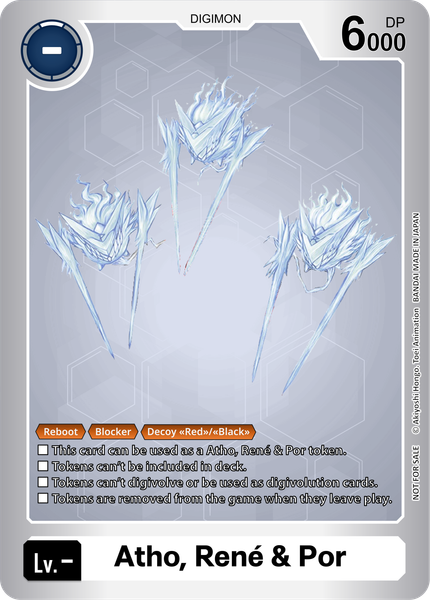 DIGIMON
-
DP
6000
Reboot Blocker Decoy «Red»/«Black»
□ This card can be used as a Atho, René & Por token.
□ Tokens can't be included in deck.
□ Tokens can't digivolve or be used as digivolution cards.
□ Tokens are removed from the game when they leave play.
NOT FOR SALE © Akiyoshi Hongo, Toei Animation BANDAI MADE IN JAPAN
Lv.-
Atho, René & Por